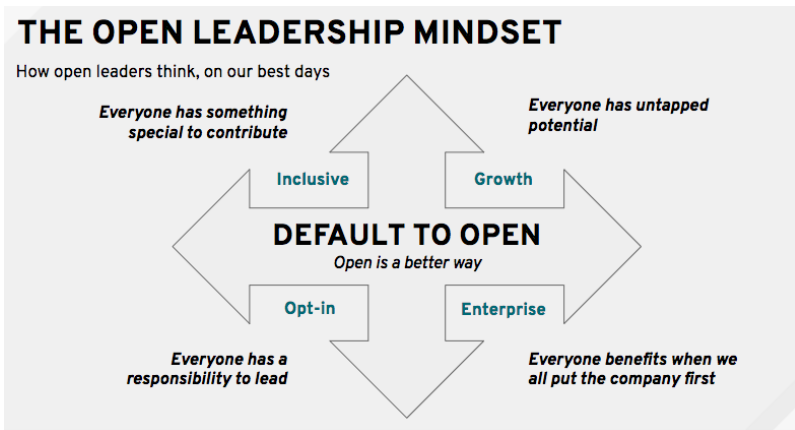 THE OPEN LEADERSHIP MINDSET
How open leaders think, on our best days
Everyone has something
special to contribute
Everyone has untapped
potential
Inclusive
Growth
DEFAULT TO OPEN
Open is a better way
Opt-in
Enterprise
Everyone has a
responsibility to lead
Everyone benefits when we
all put the company first